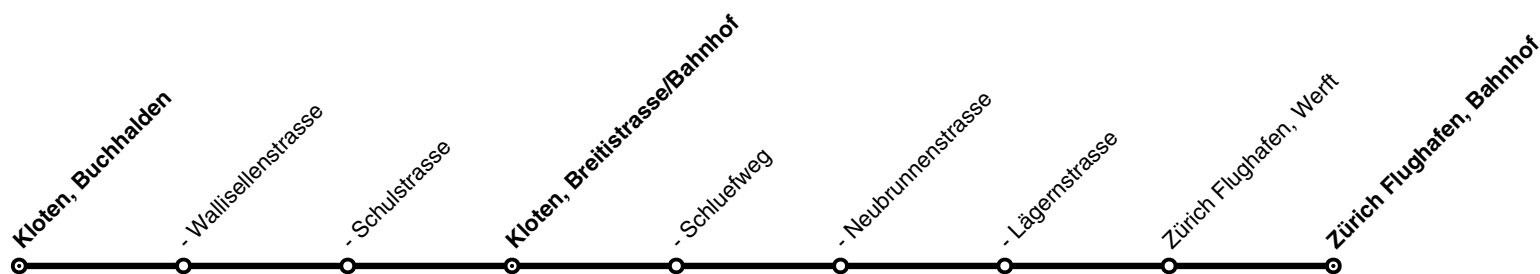 Kloten, Buchhalden
- Wallisellenstrasse
- Schulstrasse
Kloten, Breitistrasse/Bahnhof
- Schluefweg
- Neubrunnenstrasse
- Lägernstrasse
Zürich Flughafen, Werft
Zürich Flughafen, Bahnhof